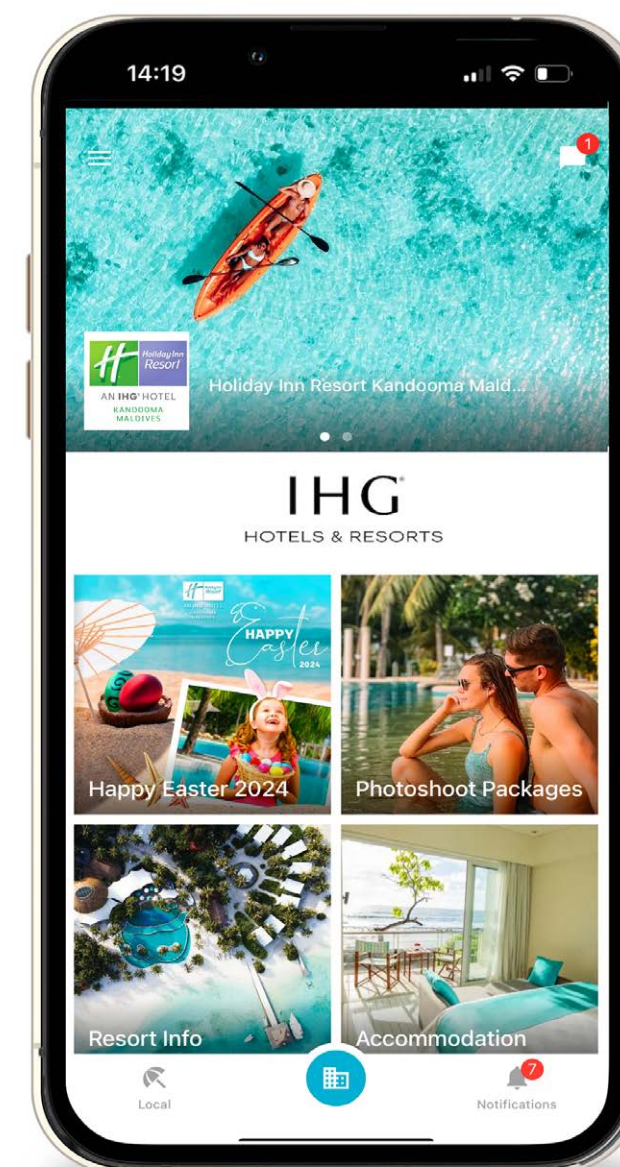 14:19
1
Holiday Inn
Resort
AN IHG® HOTEL
KANDOOMA
MALDIVES
Holiday Inn Resort Kandooma Mald...
IHG®
HOTELS & RESORTS
HAPPY
Easter
2024
Happy Easter 2024
Photoshoot Packages
Resort Info
Accommodation
Local
7
Notifications